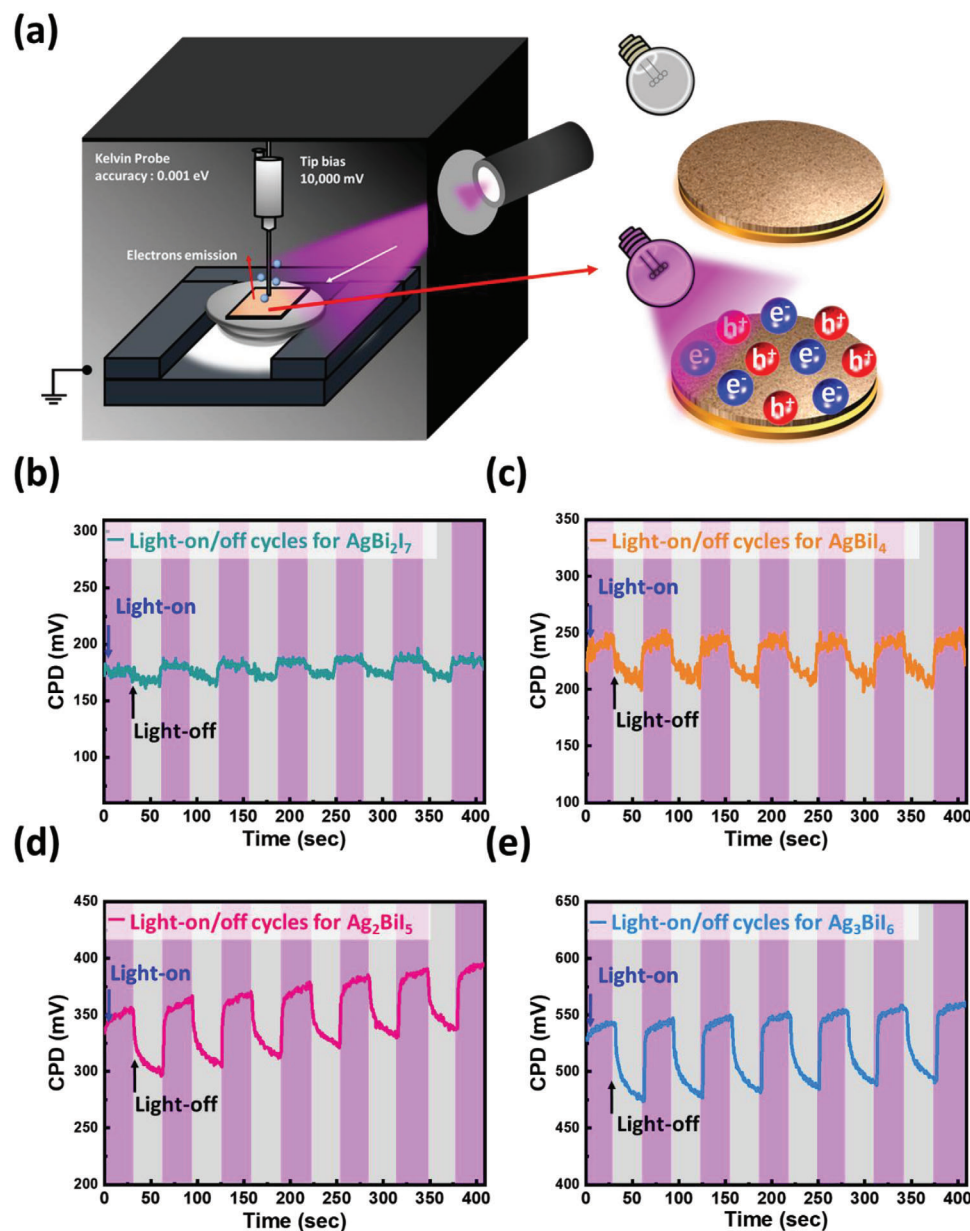 (a)
Kelvin Probe
accuracy : 0.001 eV
Tip bias
10,000 mV
Electrons emission
h⁺
e⁻
h⁺
e⁻
h⁺
e⁻
h⁺
e⁻
h⁺
e⁻
(b)
CPD (mV)
300
250
200
150
100
Light-on/off cycles for AgBi₂I₇
Light-on
Light-off
0 50 100 150 200 250 300 350 400
Time (sec)
(c)
CPD (mV)
350
300
250
200
150
100
Light-on/off cycles for AgBiI₄
Light-on
Light-off
0 50 100 150 200 250 300 350 400
Time (sec)
(d)
CPD (mV)
450
400
350
300
250
200
Light-on/off cycles for Ag₂BiI₅
Light-on
Light-off
0 50 100 150 200 250 300 350 400
Time (sec)
(e)
CPD (mV)
650
600
550
500
450
400
Light-on/off cycles for Ag₃BiI₆
Light-on
Light-off
0 50 100 150 200 250 300 350 400
Time (sec)